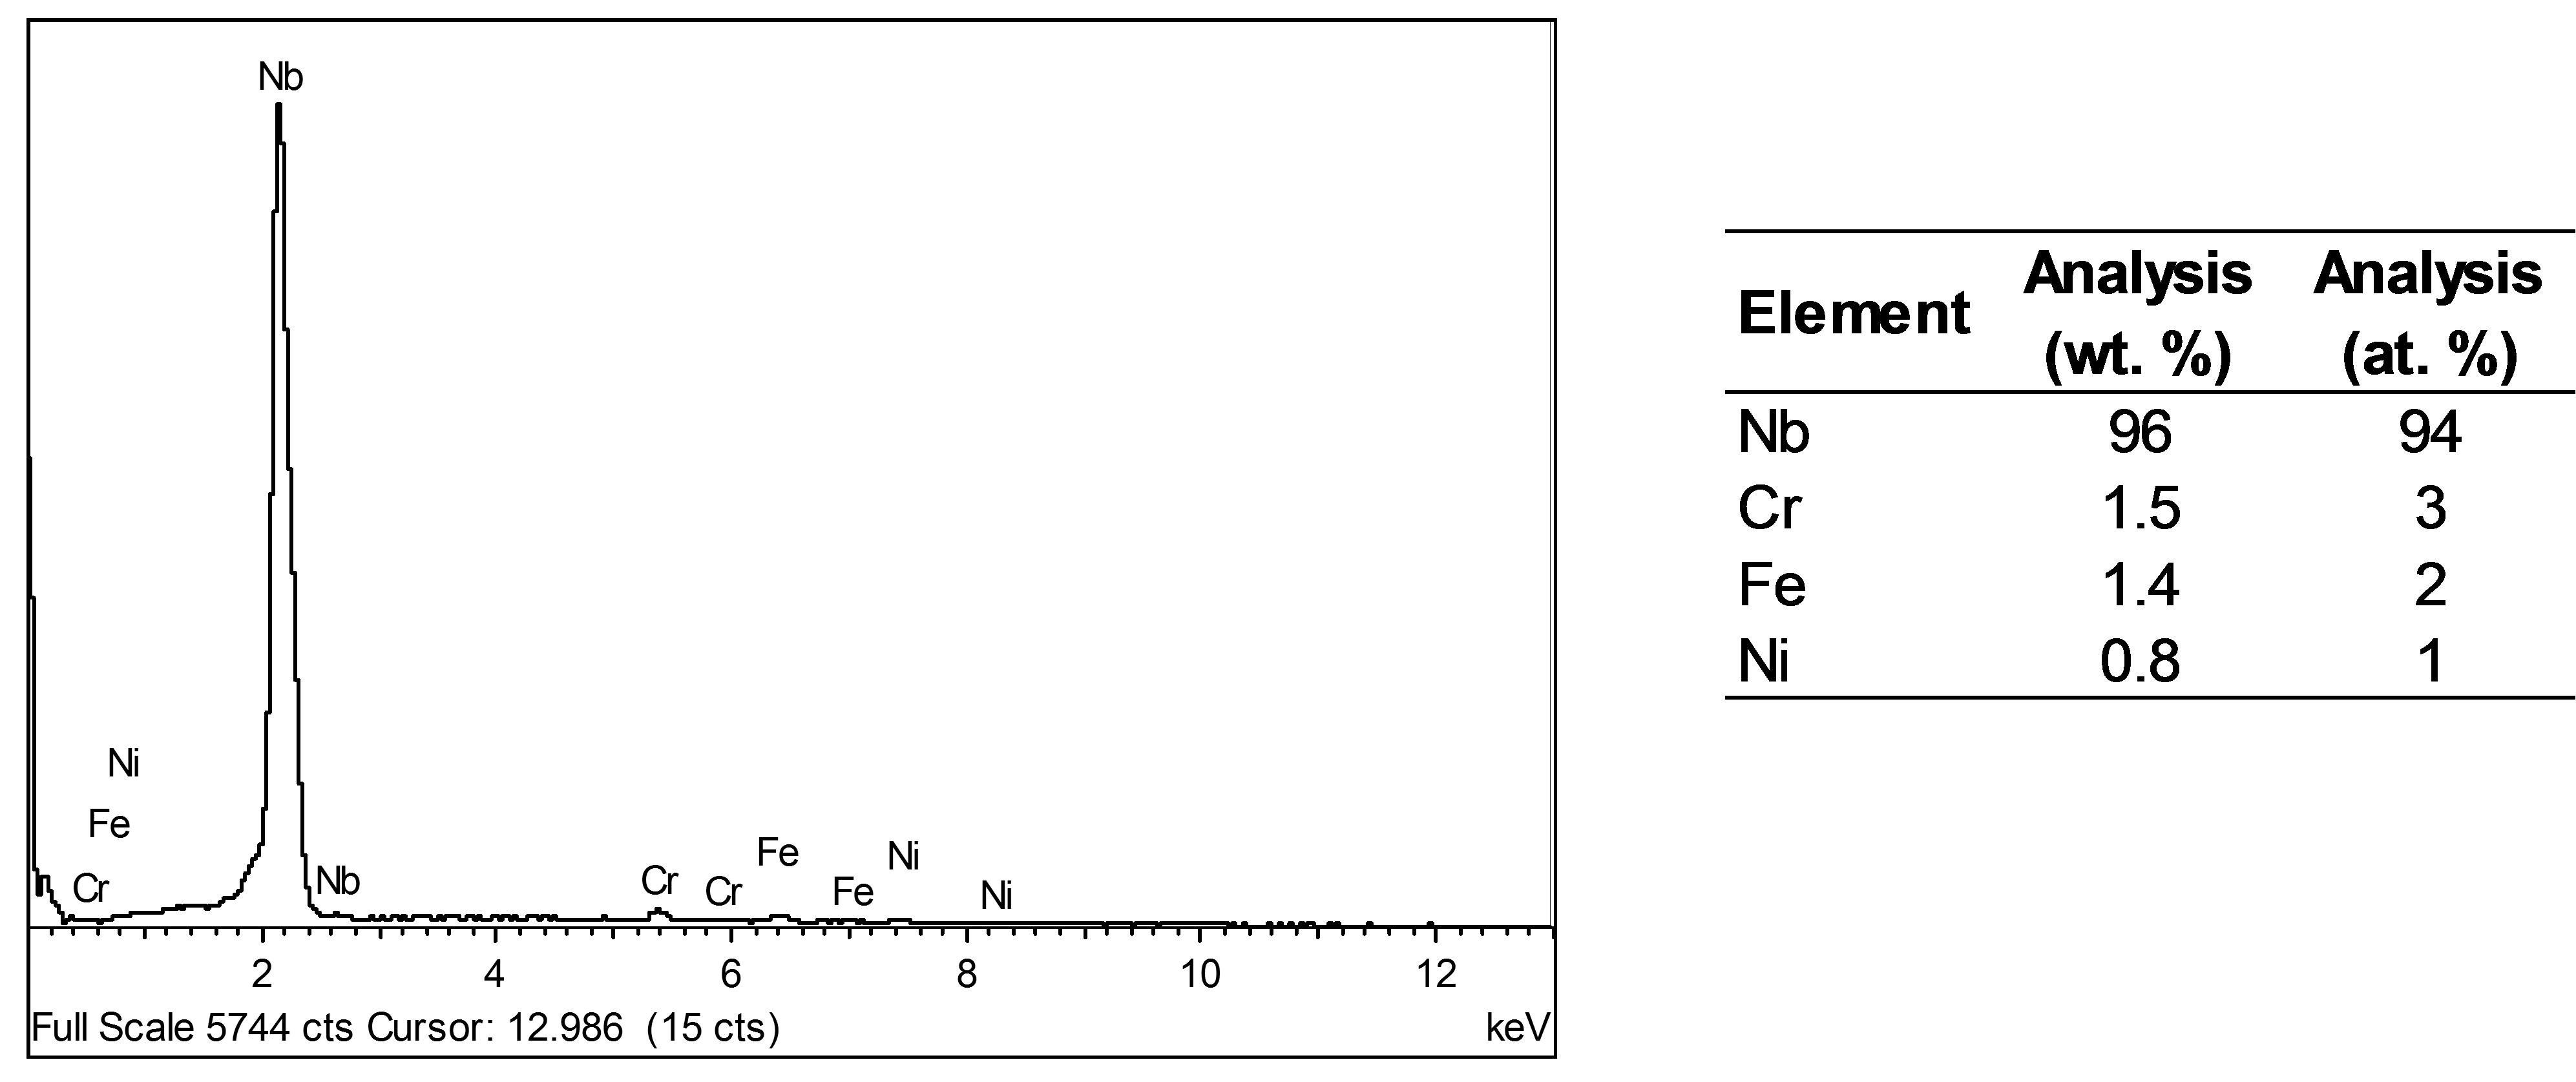 Nb
Ni
Fe
Cr
Nb
Cr
Cr
Fe
Fe
Ni
Ni
2 4 6 8 10 12
Full Scale 5744 cts Cursor: 12.986 (15 cts) keV
Element Analysis (wt. %) Analysis (at. %)
Nb 96 94
Cr 1.5 3
Fe 1.4 2
Ni 0.8 1